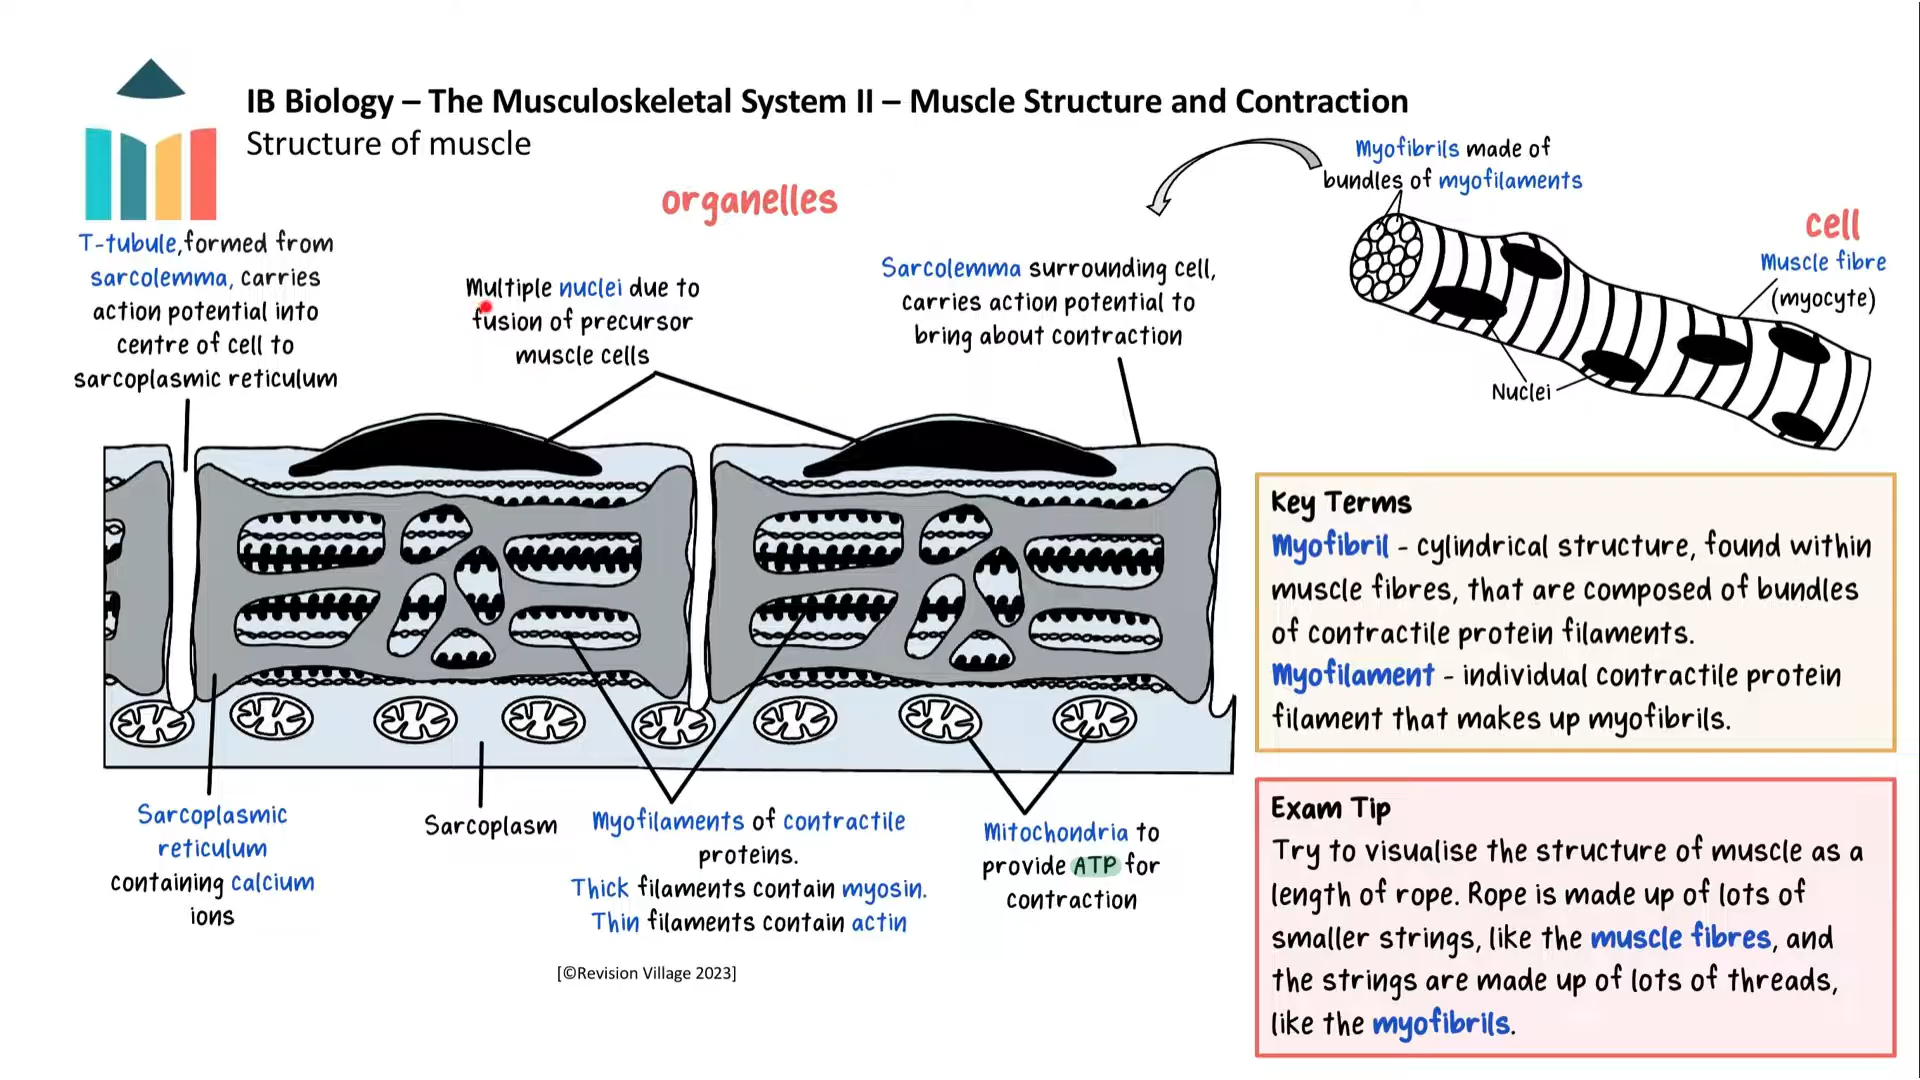 IB Biology – The Musculoskeletal System II – Muscle Structure and Contraction
Structure of muscle
organelles
Myofibrils made of
bundles of myofilaments
cell
Muscle fibre
(myocyte)
Nuclei
T-tubule,formed from
sarcolemma, carries
action potential into
centre of cell to
sarcoplasmic reticulum
Multiple nuclei due to
fusion of precursor
muscle cells
Sarcolemma surrounding cell,
carries action potential to
bring about contraction
Sarcoplasmic
reticulum
containing calcium
ions
Sarcoplasm
Myofilaments of contractile
proteins.
Thick filaments contain myosin.
Thin filaments contain actin
Mitochondria to
provide ATP for
contraction
[©Revision Village 2023]
Key Terms
Myofibril - cylindrical structure, found within
muscle fibres, that are composed of bundles
of contractile protein filaments.
Myofilament - individual contractile protein
filament that makes up myofibrils.
Exam Tip
Try to visualise the structure of muscle as a
length of rope. Rope is made up of lots of
smaller strings, like the muscle fibres, and
the strings are made up of lots of threads,
like the myofibrils.